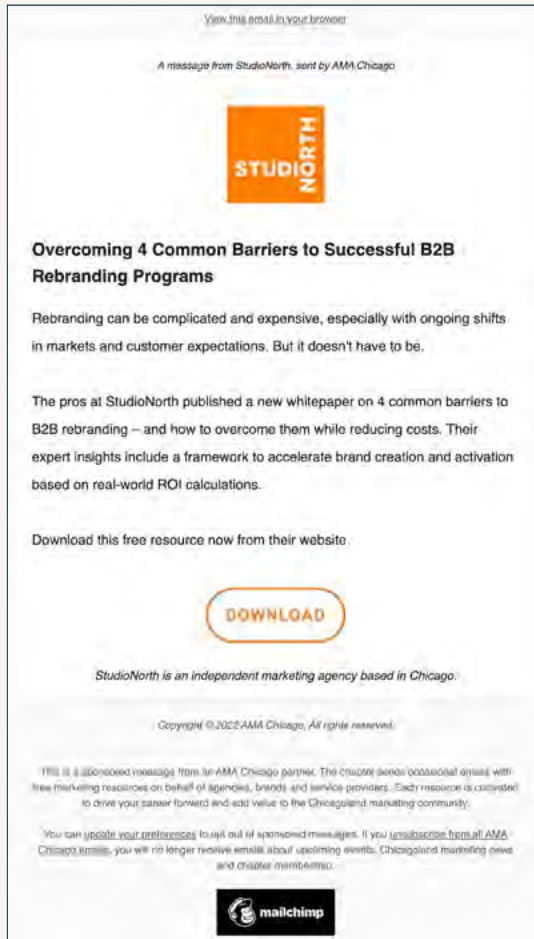 View this email in your browser
A message from StudioNorth, sent by AMA Chicago
STUDIO
NORTH
Overcoming 4 Common Barriers to Successful B2B
Rebranding Programs
Rebranding can be complicated and expensive, especially with ongoing shifts
in markets and customer expectations. But it doesn't have to be.
The pros at StudioNorth published a new whitepaper on 4 common barriers to
B2B rebranding – and how to overcome them while reducing costs. Their
expert insights include a framework to accelerate brand creation and activation
based on real-world ROI calculations.
Download this free resource now from their website.
DOWNLOAD
StudioNorth is an independent marketing agency based in Chicago.
Copyright © 2022 AMA Chicago, All rights reserved.
This is a sponsored message from an AMA Chicago partner. The chapter sends occasional emails with
free marketing resources on behalf of agencies, brands and service providers. Each resource is cultivated
to drive your career forward and add value to the Chicagoland marketing community.
You can update your preferences to opt out of sponsored messages. If you unsubscribe from all AMA
Chicago emails, you will no longer receive emails about upcoming events, Chicagoland marketing news
and chapter membership.
mailchimp